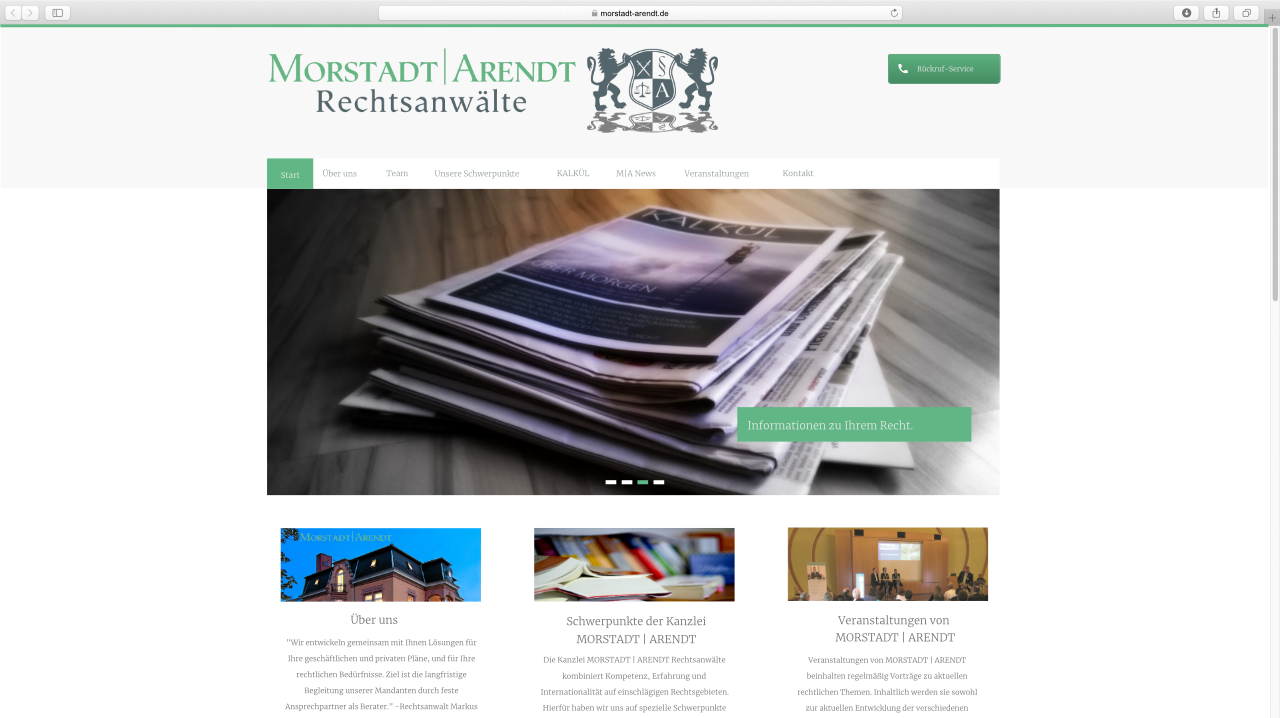 morstadt-arendt.de
MORSTADT|ARENDT
Rechtsanwälte
§
A
Rückruf-Service
Start
Über uns
Team
Unsere Schwerpunkte
KALKÜL
M|A News
Veranstaltungen
Kontakt
KALKÜL
ÜBER MORGEN
Informationen zu Ihrem Recht.
MORSTADT|ARENDT
Über uns
"Wir entwickeln gemeinsam mit Ihnen Lösungen für
Ihre geschäftlichen und privaten Pläne, und für Ihre
rechtlichen Bedürfnisse. Ziel ist die langfristige
Begleitung unserer Mandanten durch feste
Ansprechpartner als Berater." -Rechtsanwalt Markus
Schwerpunkte der Kanzlei
MORSTADT | ARENDT
Die Kanzlei MORSTADT | ARENDT Rechtsanwälte
kombiniert Kompetenz, Erfahrung und
Internationalität auf einschlägigen Rechtsgebieten.
Hierfür haben wir uns auf spezielle Schwerpunkte
Veranstaltungen von
MORSTADT | ARENDT
Veranstaltungen von MORSTADT | ARENDT
beinhalten regelmäßig Vorträge zu aktuellen
rechtlichen Themen. Inhaltlich werden sie sowohl
zur aktuellen Entwicklung der verschiedenen